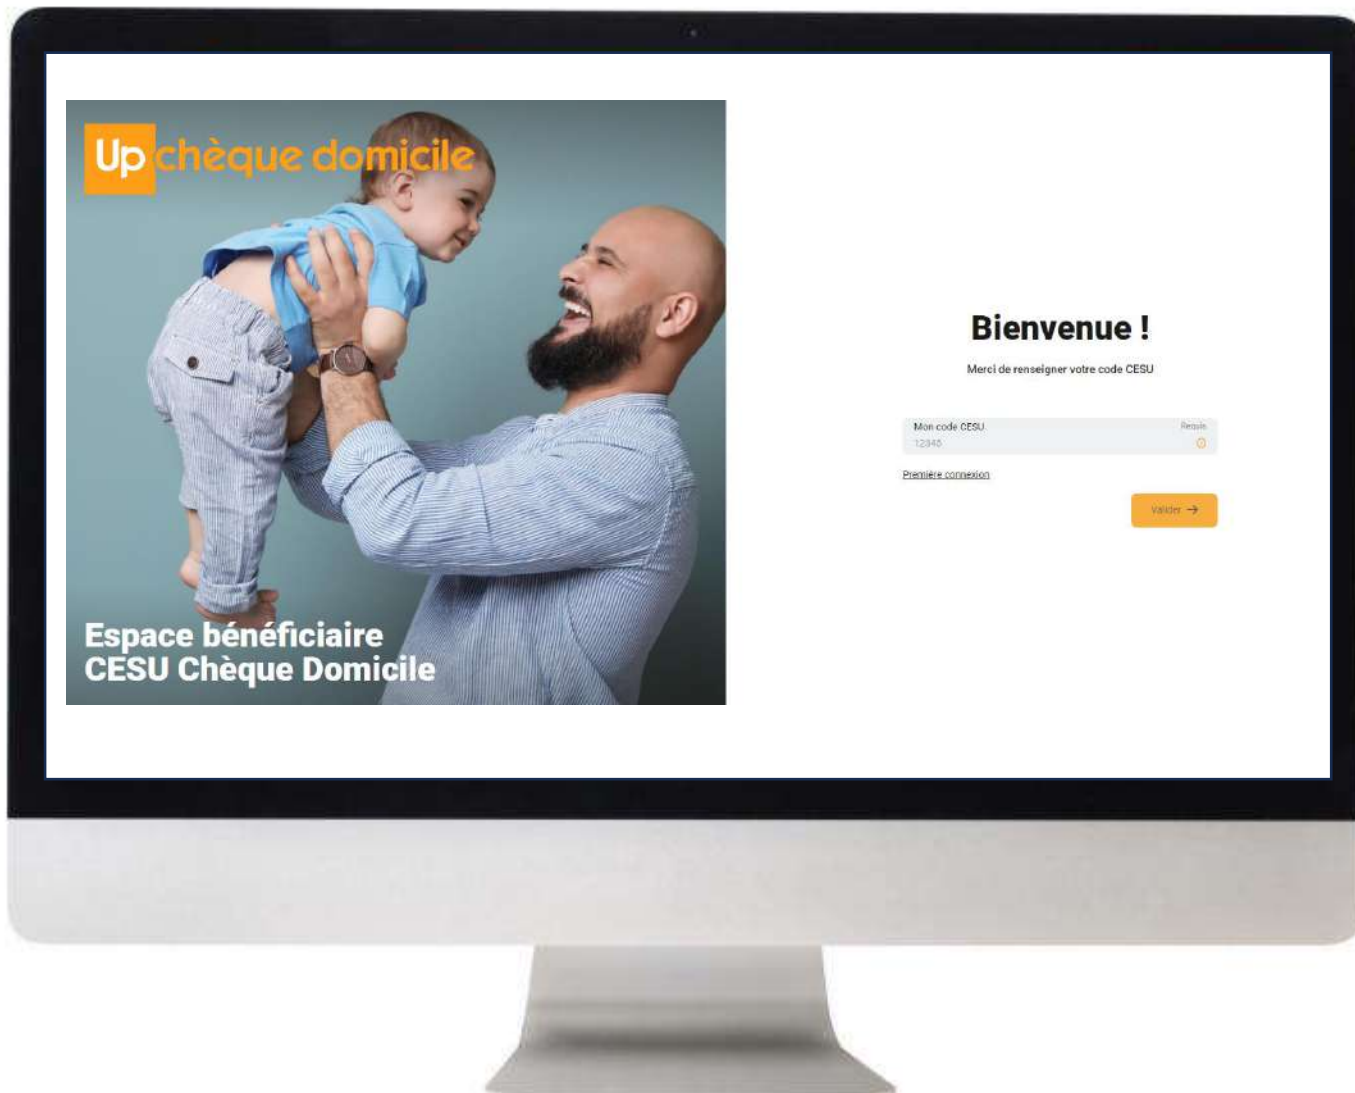 Up chèque domicile
Espace bénéficiaire
CESU Chèque Domicile
Bienvenue !
Merci de renseigner votre code CESU
Mon code CESU
Requis
12345
Première connexion
Valider →